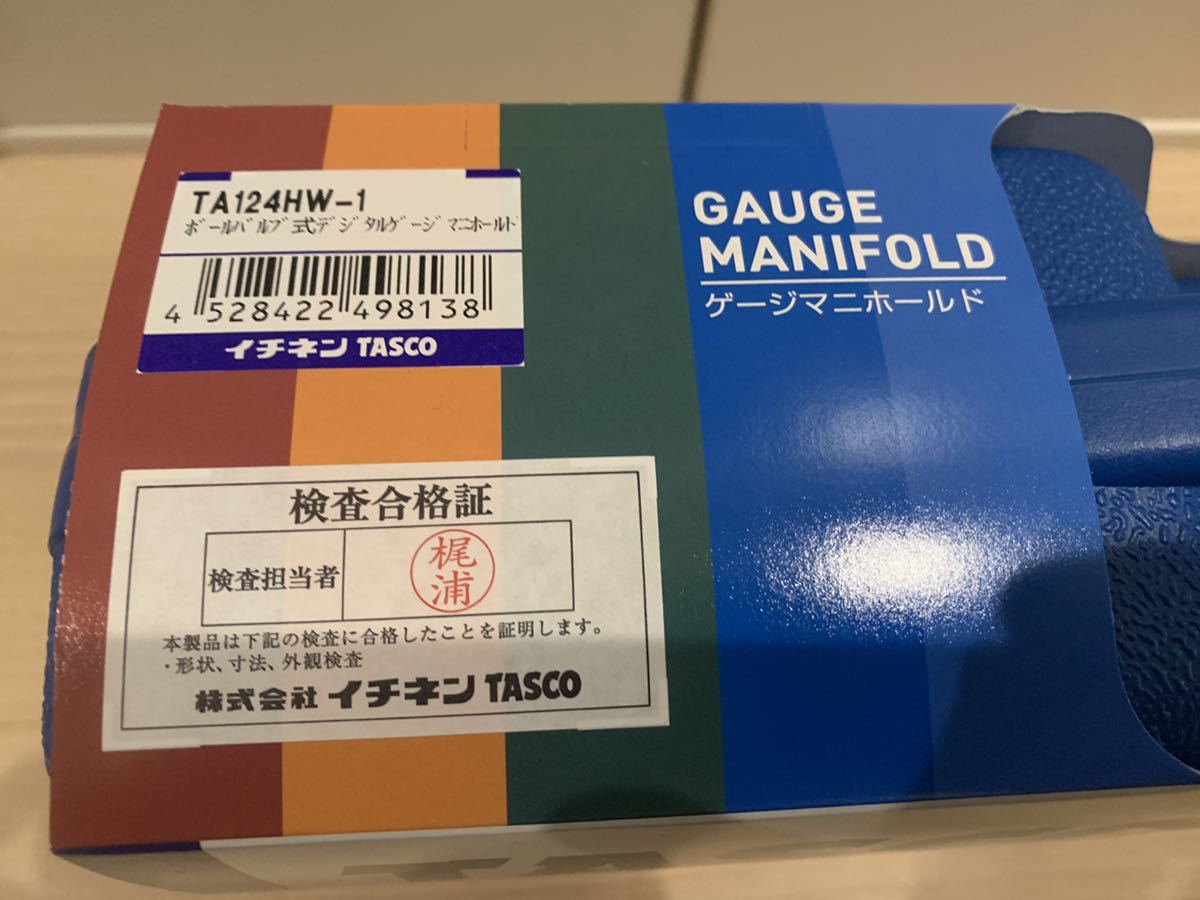 TA124HW-1
ボールバルブ式デジタルゲージマニホールド
4 528422 498138
イチネン TASCO
GAUGE
MANIFOLD
ゲージマニホールド
検査合格証
検査担当者
梶浦
本製品は下記の検査に合格したことを証明します。
・形状、寸法、外観検査
株式会社 イチネン TASCO